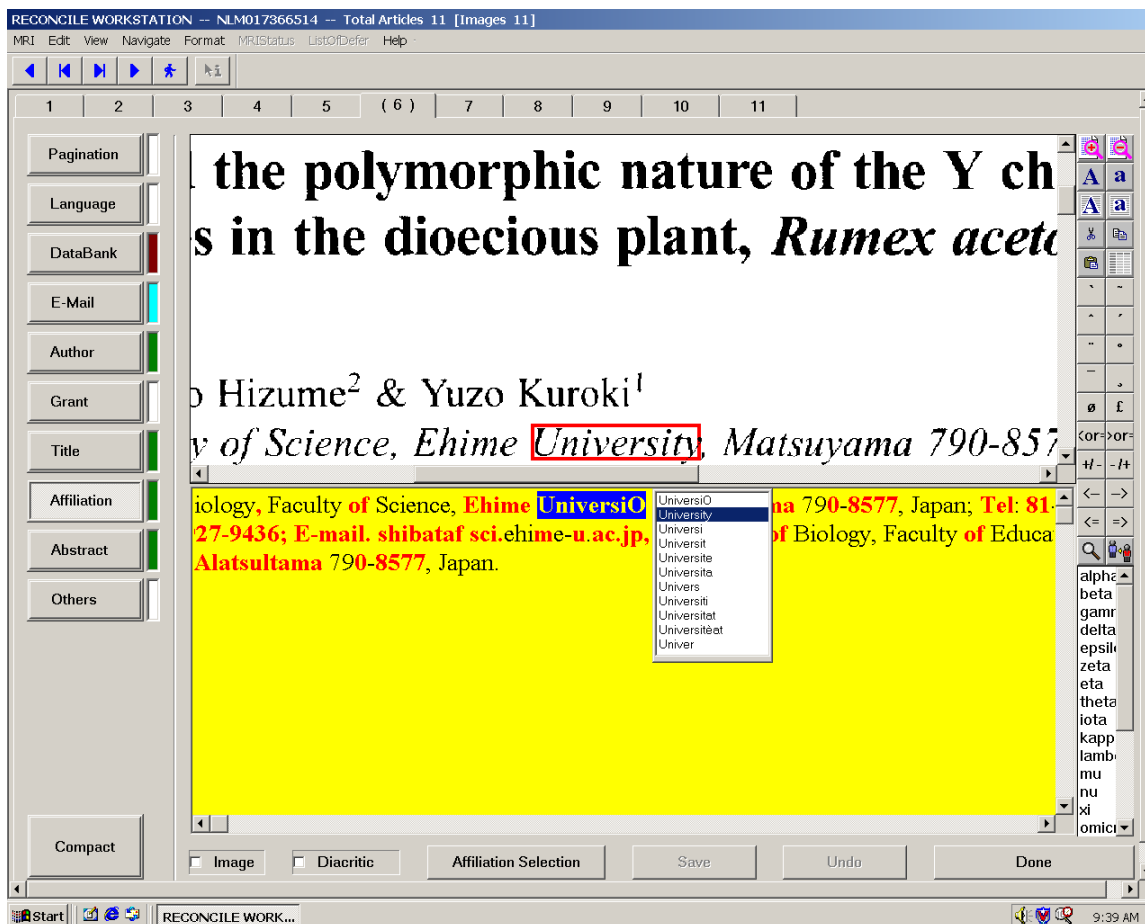 RECONCILE WORKSTATION -- NLM017366514 -- Total Articles 11 [Images 11]
MRI Edit View Navigate Format MRIStatus ListOfDefer Help
1 2 3 4 5 ( 6 ) 7 8 9 10 11
Pagination
Language
DataBank
E-Mail
Author
Grant
Title
Affiliation
Abstract
Others
Compact
the polymorphic nature of the Y ch
s in the dioecious plant, Rumex aceto
o Hizume2 & Yuzo Kuroki1
y of Science, Ehime University, Matsuyama 790-857
iology, Faculty of Science, Ehime UniversiO na 790-8577, Japan; Tel: 81-
27-9436; E-mail. shibataf sci.ehime-u.ac.jp, of Biology, Faculty of Educa
Alatsultama 790-8577, Japan.
UniversiO
University
Universi
Universit
Universite
Universita
Univers
Universiti
Universitat
Universitèat
Univer
A a
A a
ø £
<or= >or=
+/- -/+
<-- -->
<= =>
alpha
beta
gamm
delta
epsil
zeta
eta
theta
iota
kapp
lamb
mu
nu
xi
omic
Image Diacritic Affiliation Selection Save Undo Done
Start RECONCILE WORK... 9:39 AM